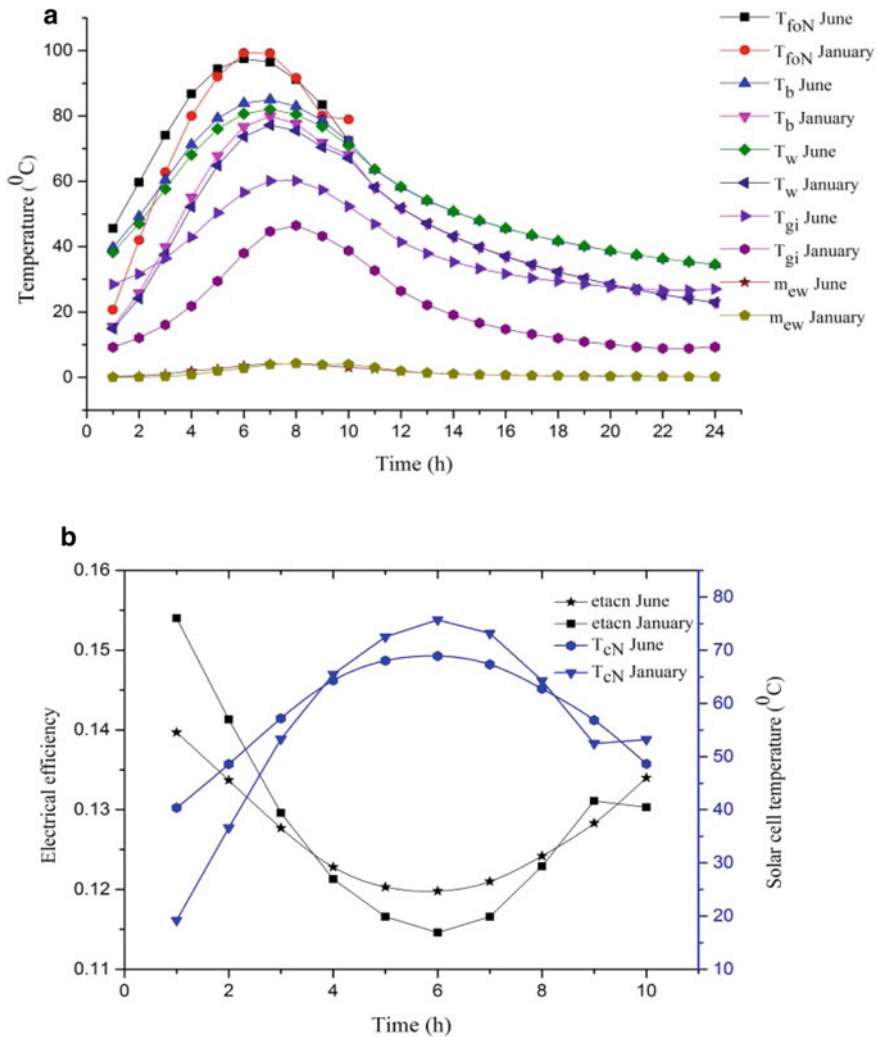 a
T_foN June
T_foN January
T_b June
T_b January
T_w June
T_w January
T_gi June
T_gi January
m_ew June
m_ew January
Temperature (⁰C)
100
80
60
40
20
0
0 2 4 6 8 10 12 14 16 18 20 22 24
Time (h)
b
etacn June
etacn January
T_cN June
T_cN January
Electrical efficiency
0.16
0.15
0.14
0.13
0.12
0.11
Solar cell temperature (⁰C)
80
70
60
50
40
30
20
10
0 2 4 6 8 10
Time (h)